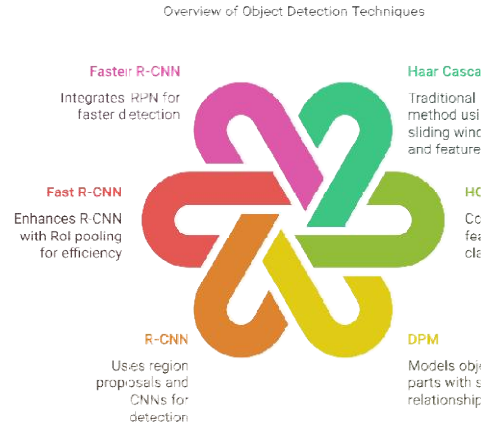 Overview of Object Detection Techniques
Faster R-CNN
Integrates RPN for
faster detection
Haar Casca
Traditional
method usi
sliding wind
and feature
Fast R-CNN
Enhances R-CNN
with RoI pooling
for efficiency
HO
Co
fea
cla
R-CNN
Uses region
proposals and
CNNs for
detection
DPM
Models obje
parts with s
relationship